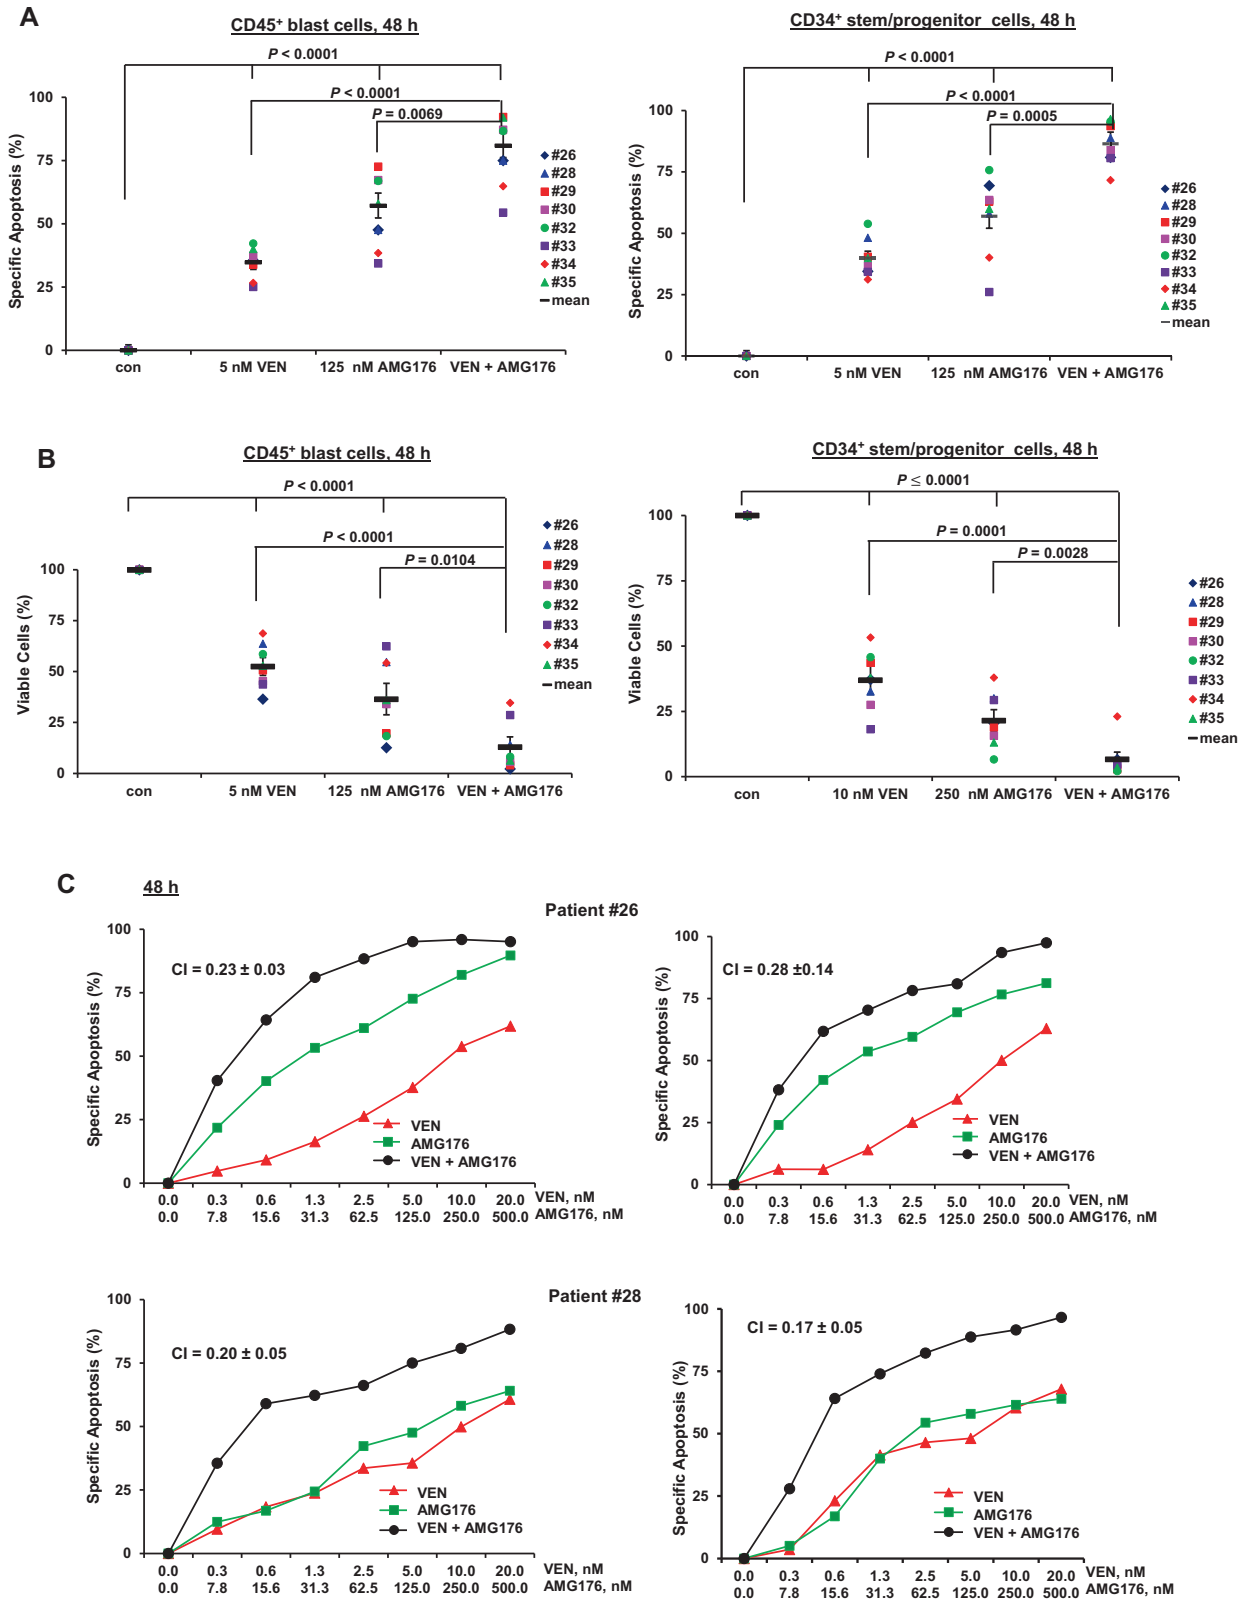 A
CD45+ blast cells, 48 h
P < 0.0001
P < 0.0001
P = 0.0069
Specific Apoptosis (%)
100
75
50
25
0
con
5 nM VEN
125 nM AMG176
VEN + AMG176
#26
#28
#29
#30
#32
#33
#34
#35
mean
CD34+ stem/progenitor cells, 48 h
P < 0.0001
P < 0.0001
P = 0.0005
Specific Apoptosis (%)
100
75
50
25
0
con
5 nM VEN
125 nM AMG176
VEN + AMG176
#26
#28
#29
#30
#32
#33
#34
#35
mean
B
CD45+ blast cells, 48 h
P < 0.0001
P < 0.0001
P = 0.0104
Viable Cells (%)
100
75
50
25
0
con
5 nM VEN
125 nM AMG176
VEN + AMG176
#26
#28
#29
#30
#32
#33
#34
#35
mean
CD34+ stem/progenitor cells, 48 h
P ≤ 0.0001
P = 0.0001
P = 0.0028
Viable Cells (%)
100
75
50
25
0
con
10 nM VEN
250 nM AMG176
VEN + AMG176
#26
#28
#29
#30
#32
#33
#34
#35
mean
C
48 h
Patient #26
CI = 0.23 ± 0.03
Specific Apoptosis (%)
100
75
50
25
0
VEN
AMG176
VEN + AMG176
0.0 0.3 0.6 1.3 2.5 5.0 10.0 20.0 VEN, nM
0.0 7.8 15.6 31.3 62.5 125.0 250.0 500.0 AMG176, nM
CI = 0.28 ±0.14
Specific Apoptosis (%)
100
75
50
25
0
VEN
AMG176
VEN + AMG176
0.0 0.3 0.6 1.3 2.5 5.0 10.0 20.0 VEN, nM
0.0 7.8 15.6 31.3 62.5 125.0 250.0 500.0 AMG176, nM
Patient #28
CI = 0.20 ± 0.05
Specific Apoptosis (%)
100
75
50
25
0
VEN
AMG176
VEN + AMG176
0.0 0.3 0.6 1.3 2.5 5.0 10.0 20.0 VEN, nM
0.0 7.8 15.6 31.3 62.5 125.0 250.0 500.0 AMG176, nM
CI = 0.17 ± 0.05
Specific Apoptosis (%)
100
75
50
25
0
VEN
AMG176
VEN + AMG176
0.0 0.3 0.6 1.3 2.5 5.0 10.0 20.0 VEN, nM
0.0 7.8 15.6 31.3 62.5 125.0 250.0 500.0 AMG176, nM